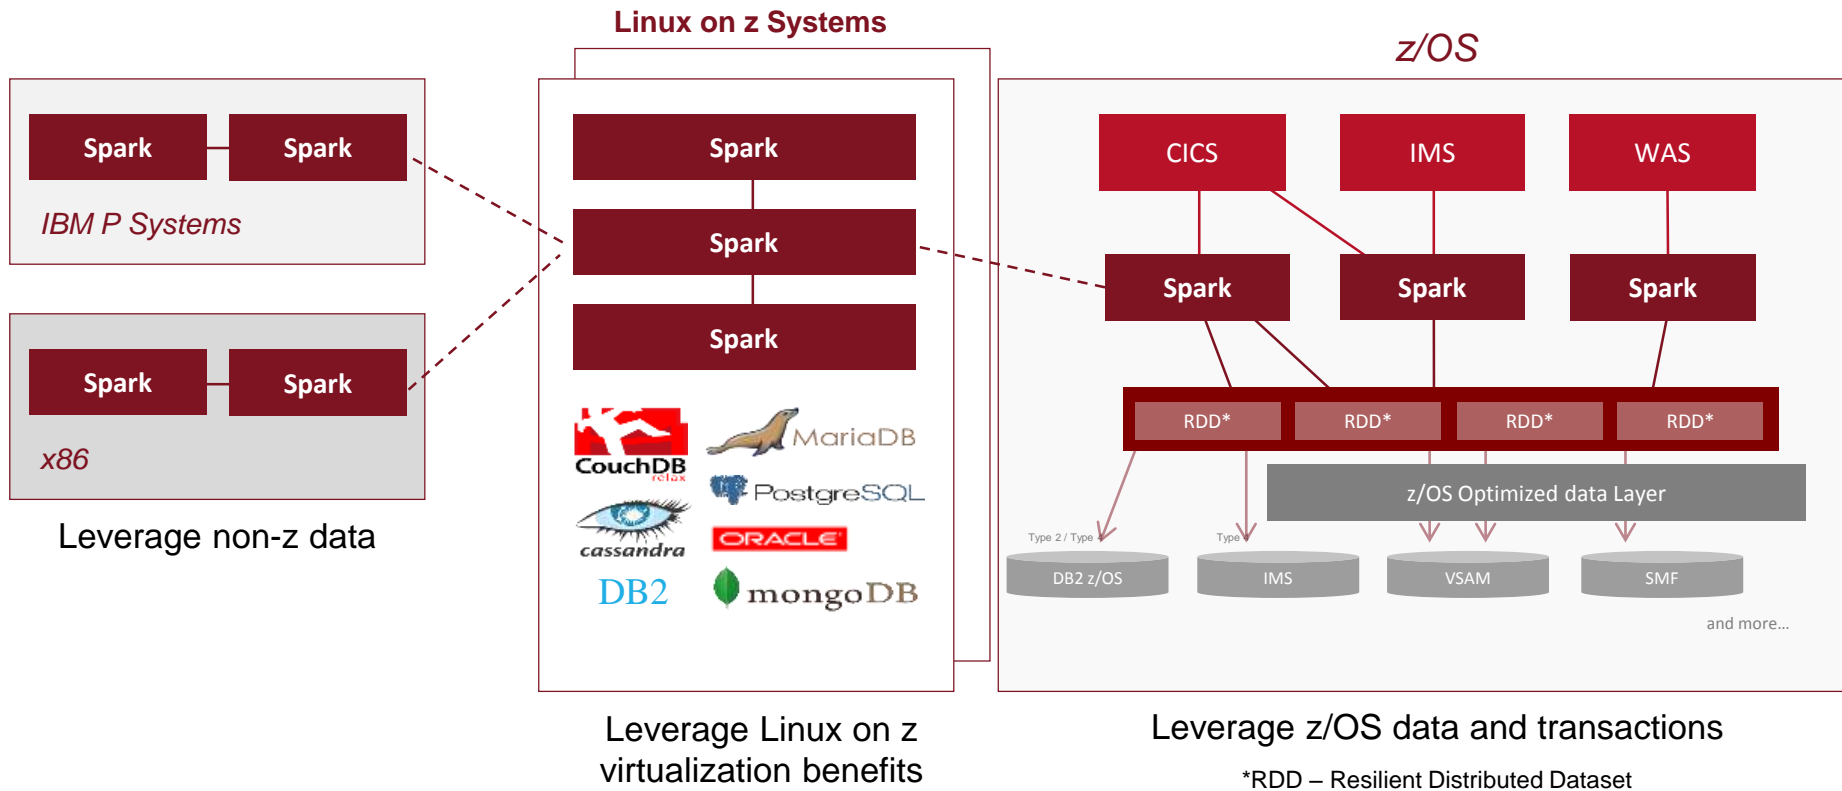 Linux on z Systems
z/OS
Spark
Spark
IBM P Systems
Spark
Spark
x86
Leverage non-z data
Spark
Spark
Spark
CouchDB
relax
MariaDB
PostgreSQL
cassandra
ORACLE
DB2
mongoDB
Leverage Linux on z
virtualization benefits
CICS
IMS
WAS
Spark
Spark
Spark
RDD*
RDD*
RDD*
RDD*
z/OS Optimized data Layer
Type 2 / Type
Type
DB2 z/OS
IMS
VSAM
SMF
and more...
Leverage z/OS data and transactions
*RDD – Resilient Distributed Dataset